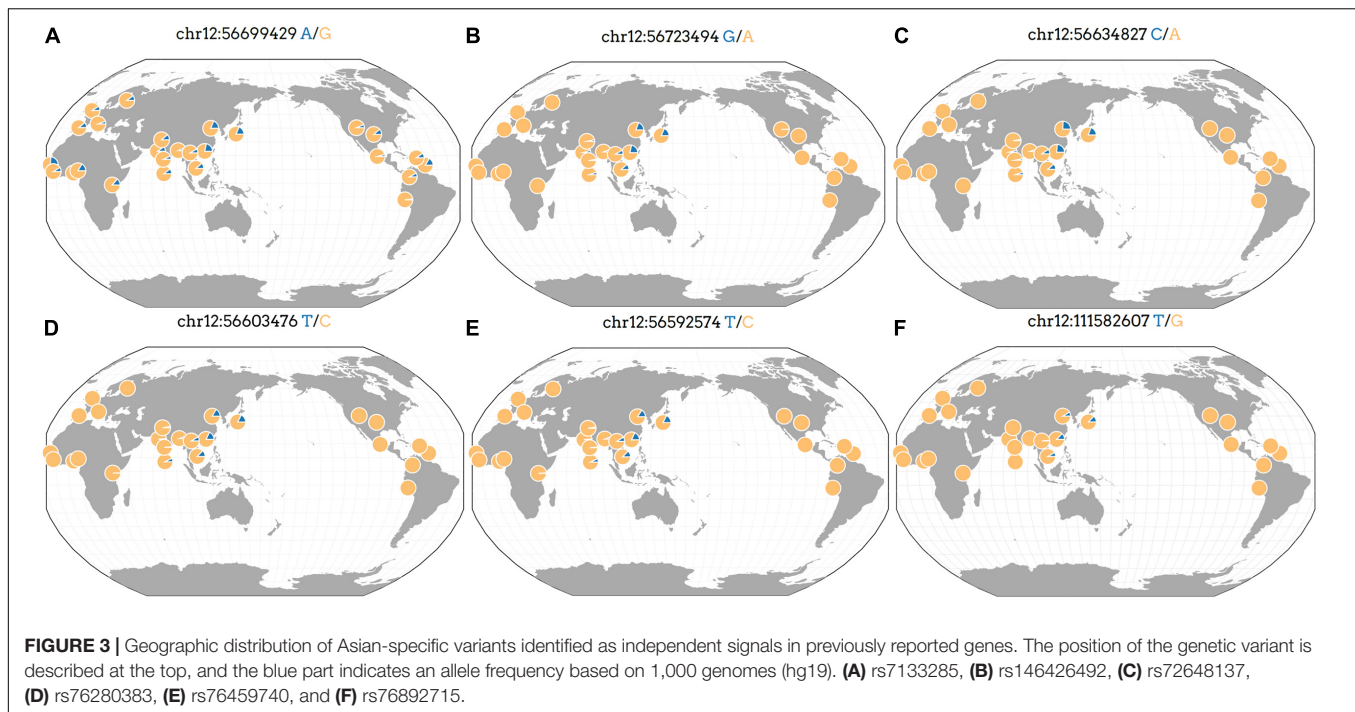 A
chr12:56699429 A/G
B
chr12:56723494 G/A
C
chr12:56634827 C/A
D
chr12:56603476 T/C
E
chr12:56592574 T/C
F
chr12:111582607 T/G
FIGURE 3 | Geographic distribution of Asian-specific variants identified as independent signals in previously reported genes. The position of the genetic variant is
described at the top, and the blue part indicates an allele frequency based on 1,000 genomes (hg19). (A) rs7133285, (B) rs146426492, (C) rs72648137,
(D) rs76280383, (E) rs76459740, and (F) rs76892715.